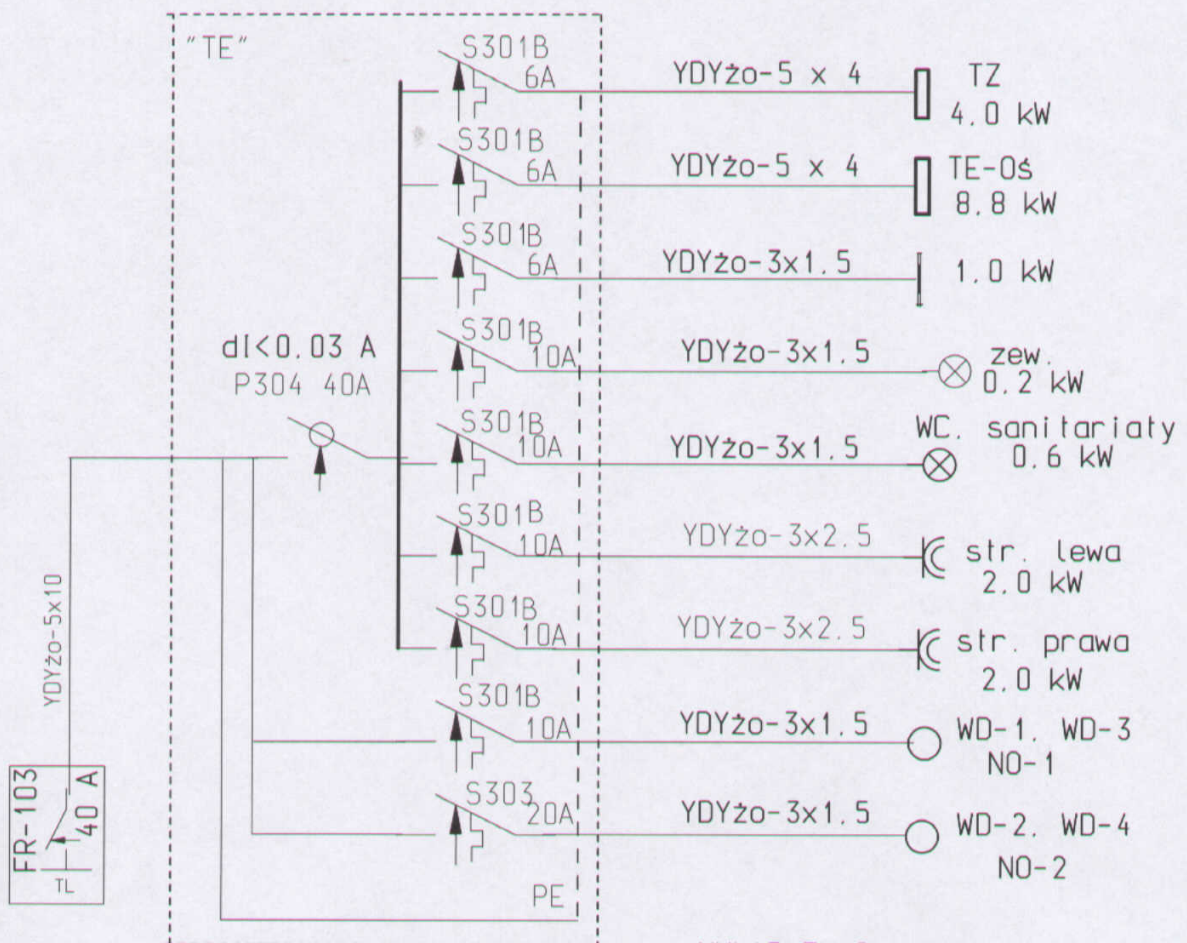 "TE"
S301B
6A
YDYżo-5 x 4
TZ
4.0 kW
S301B
6A
YDYżo-5 x 4
TE-Oś
8.8 kW
S301B
6A
YDYżo-3x1.5
1.0 kW
dI<0.03 A
P304 40A
S301B
10A
YDYżo-3x1.5
zew.
0.2 kW
S301B
10A
YDYżo-3x1.5
WC. sanitariaty
0.6 kW
S301B
10A
YDYżo-3x2.5
str. lewa
2.0 kW
S301B
10A
YDYżo-3x2.5
str. prawa
2.0 kW
S301B
10A
YDYżo-3x1.5
WD-1. WD-3
NO-1
S303
20A
YDYżo-3x1.5
WD-2. WD-4
NO-2
YDYżo-5x10
FR-103
40 A
TL
PE